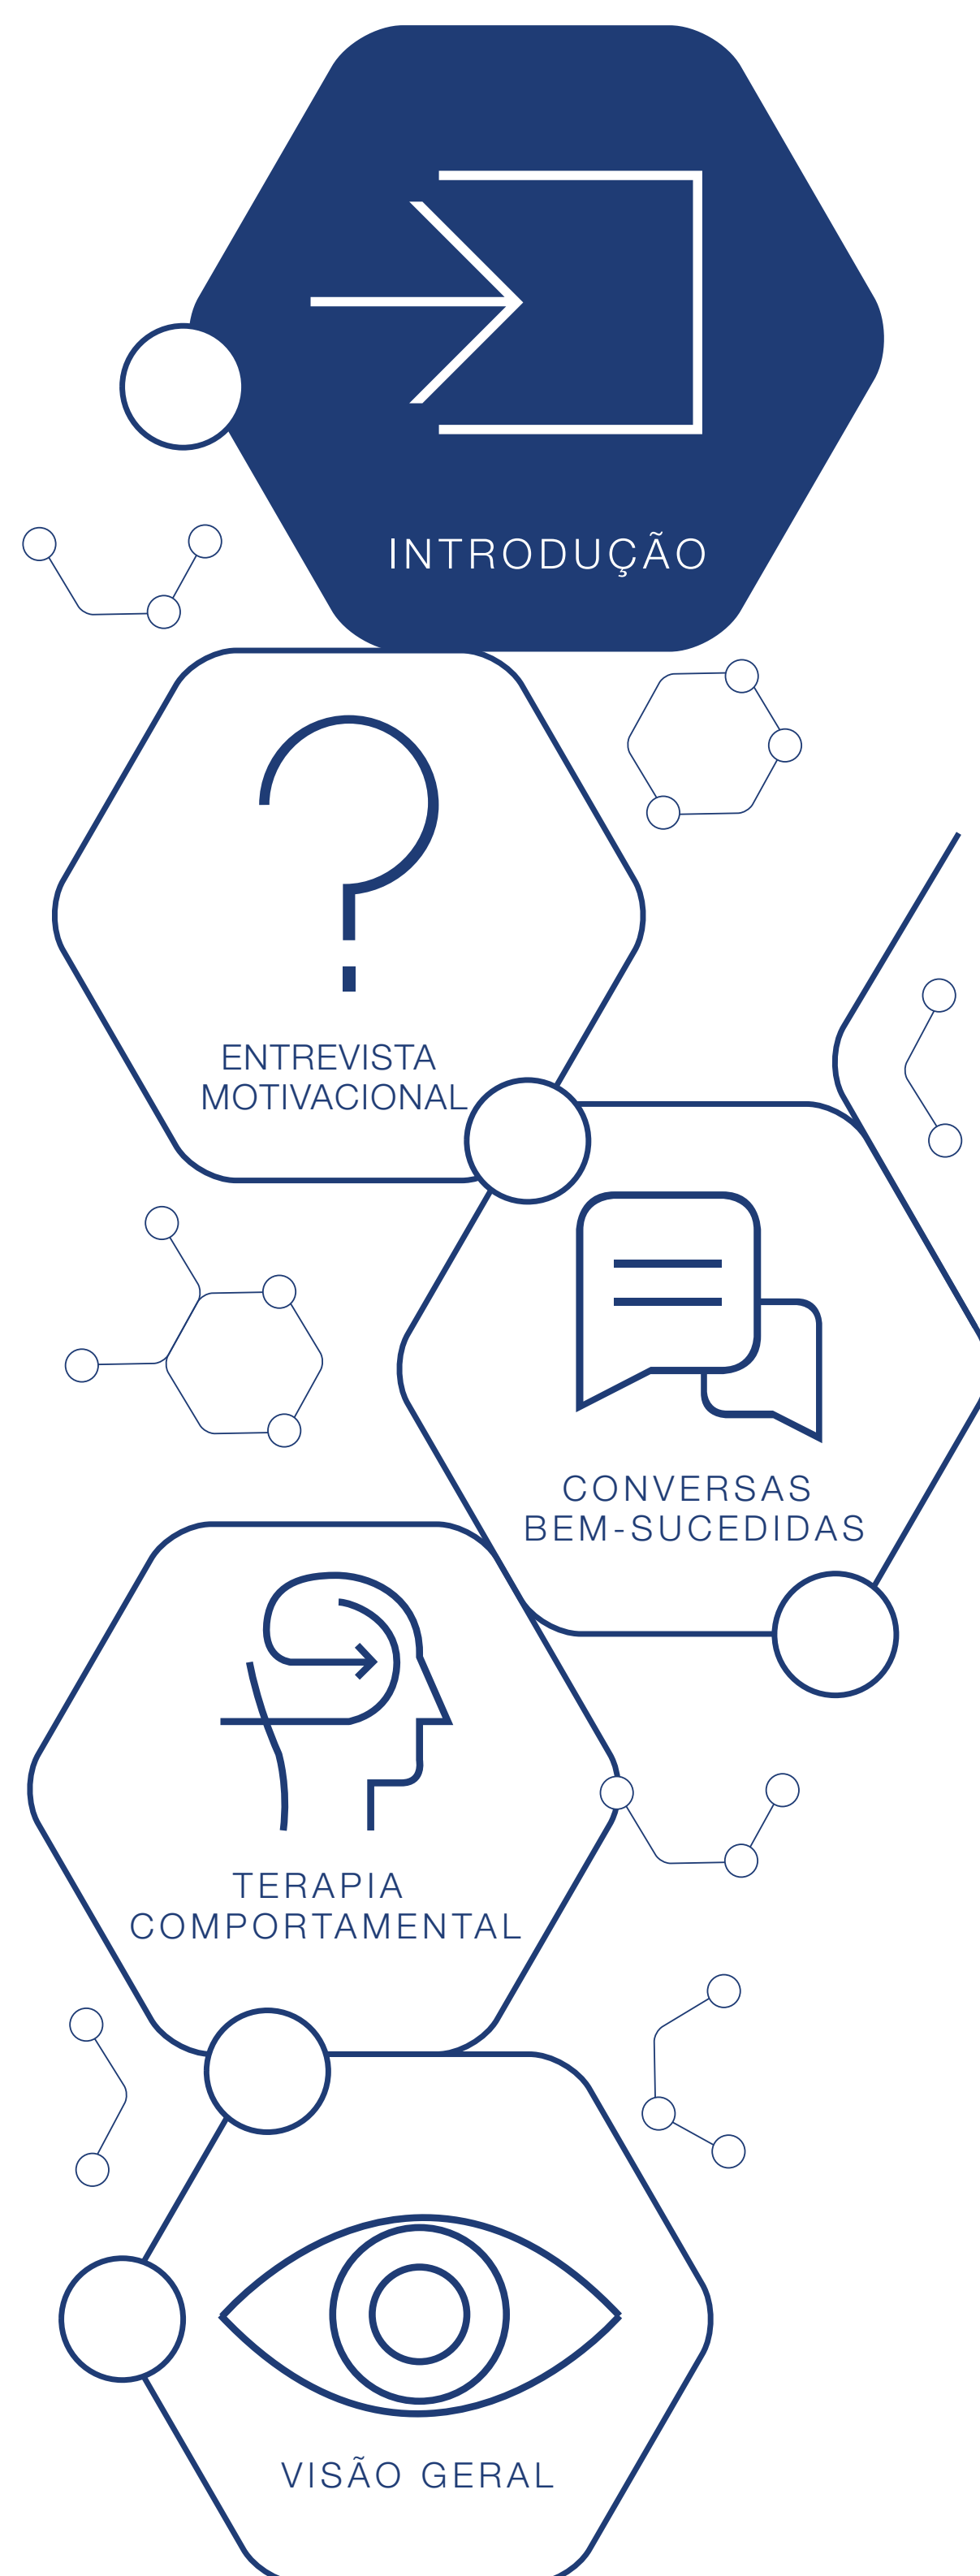 INTRODUÇÃO
ENTREVISTA
MOTIVACIONAL
CONVERSAS
BEM-SUCEDIDAS
TERAPIA
COMPORTAMENTAL
VISÃO GERAL